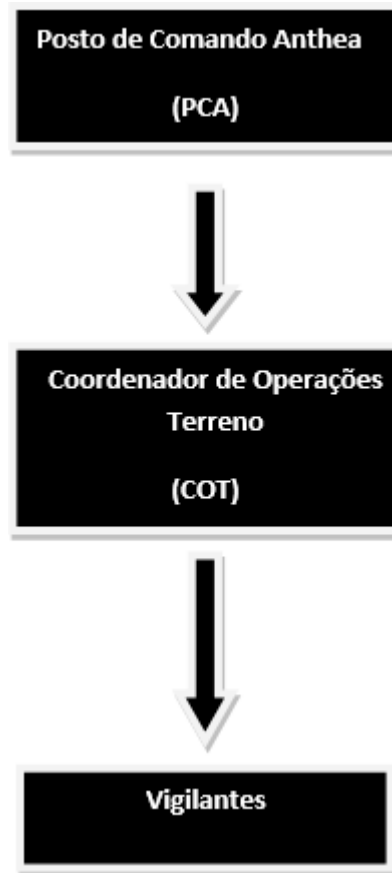 Posto de Comando Anthea
(PCA)
Coordenador de Operações
Terreno
(COT)
Vigilantes